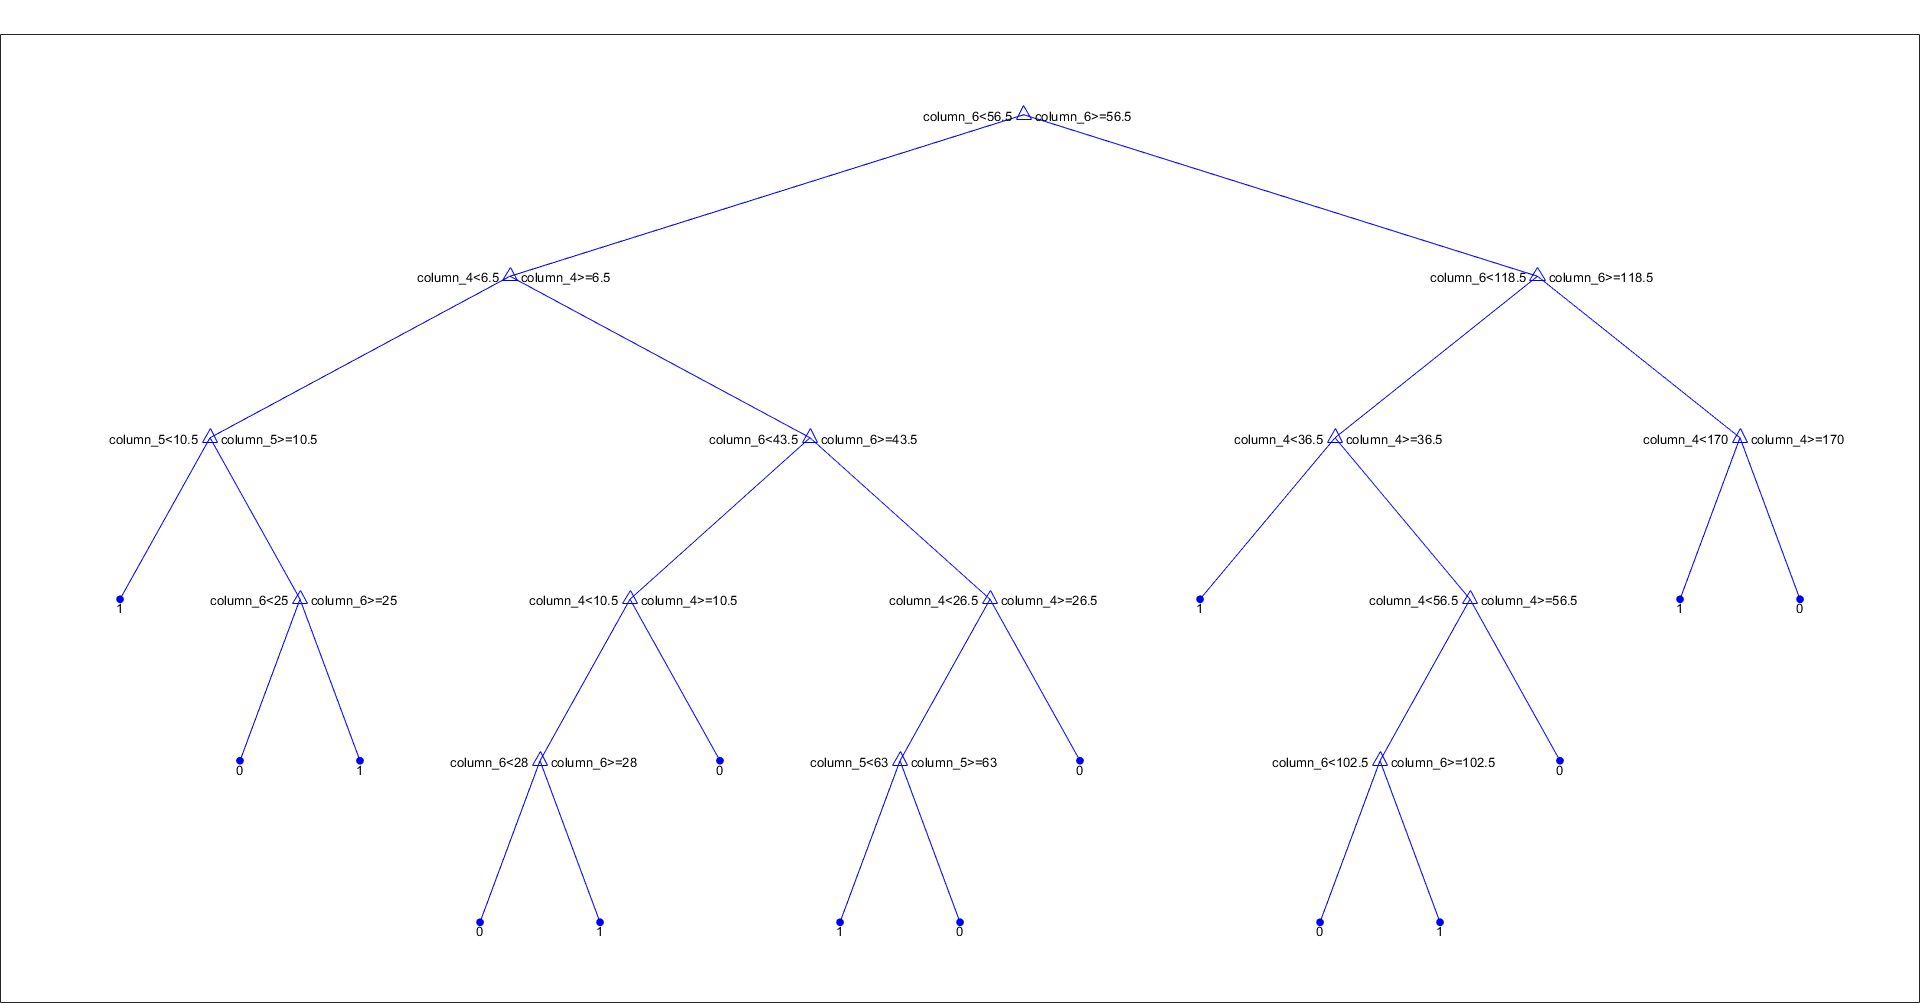 column_6<56.5 column_6>=56.5
column_4<6.5 column_4>=6.5 column_6<118.5 column_6>=118.5
column_5<10.5 column_5>=10.5 column_6<43.5 column_6>=43.5 column_4<36.5 column_4>=36.5 column_4<170 column_4>=170
1 column_6<25 column_6>=25 column_4<10.5 column_4>=10.5 column_4<26.5 column_4>=26.5 1 column_4<56.5 column_4>=56.5 1 0
0 1 column_6<28 column_6>=28 0 column_5<63 column_5>=63 0 column_6<102.5 column_6>=102.5 0
0 1 1 0 0 1